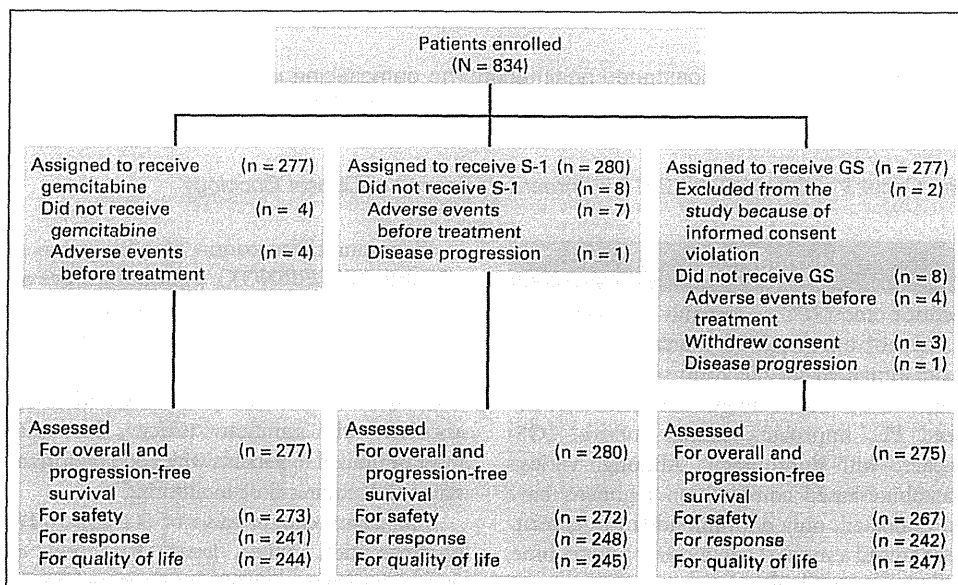 Patients enrolled
(N = 834)
Assigned to receive (n = 277)
gemcitabine
Did not receive (n = 4)
gemcitabine
Adverse events (n = 4)
before treatment
Assigned to receive S-1 (n = 280)
Did not receive S-1 (n = 8)
Adverse events (n = 7)
before treatment
Disease progression (n = 1)
Assigned to receive GS (n = 277)
Excluded from the (n = 2)
study because of
informed consent
violation
Did not receive GS (n = 8)
Adverse events before (n = 4)
treatment
Withdrew consent (n = 3)
Disease progression (n = 1)
Assessed
For overall and (n = 277)
progression-free
survival
For safety (n = 273)
For response (n = 241)
For quality of life (n = 244)
Assessed
For overall and (n = 280)
progression-free
survival
For safety (n = 272)
For response (n = 248)
For quality of life (n = 245)
Assessed
For overall and (n = 275)
progression-free
survival
For safety (n = 267)
For response (n = 242)
For quality of life (n = 247)